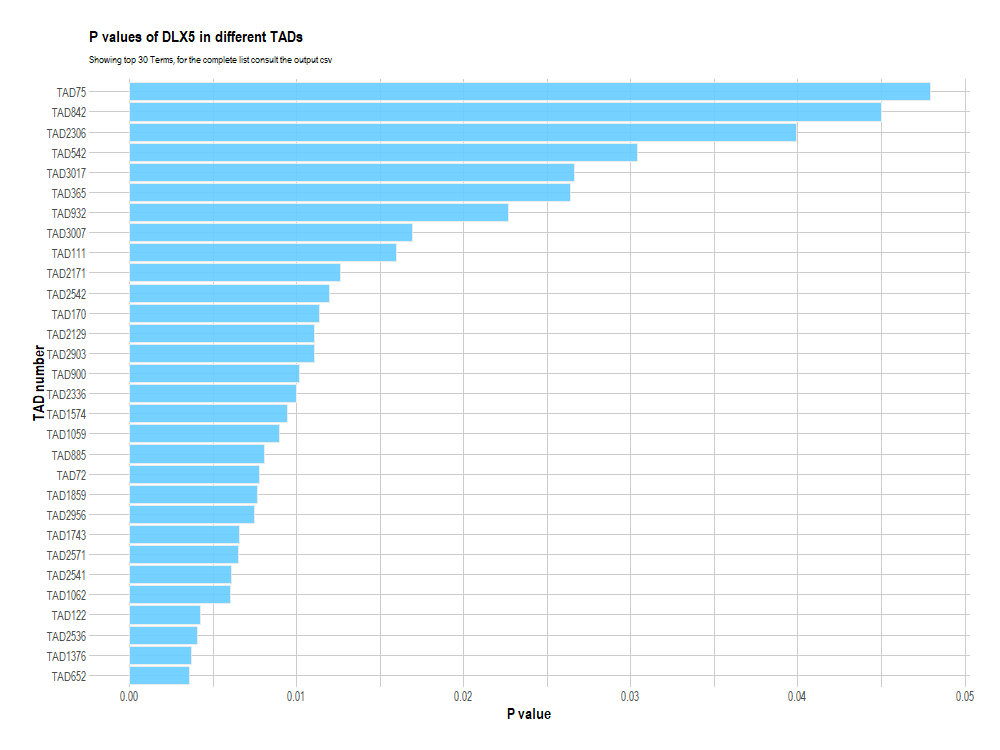 P values of DLX5 in different TADs
Showing top 30 Terms, for the complete list consult the output csv
TAD number
TAD75
TAD842
TAD2306
TAD542
TAD3017
TAD365
TAD932
TAD3007
TAD111
TAD2171
TAD2542
TAD170
TAD2129
TAD2903
TAD900
TAD2336
TAD1574
TAD1059
TAD885
TAD72
TAD1859
TAD2956
TAD1743
TAD2571
TAD2541
TAD1062
TAD122
TAD2536
TAD1376
TAD652
0.00 0.01 0.02 0.03 0.04 0.05
P value